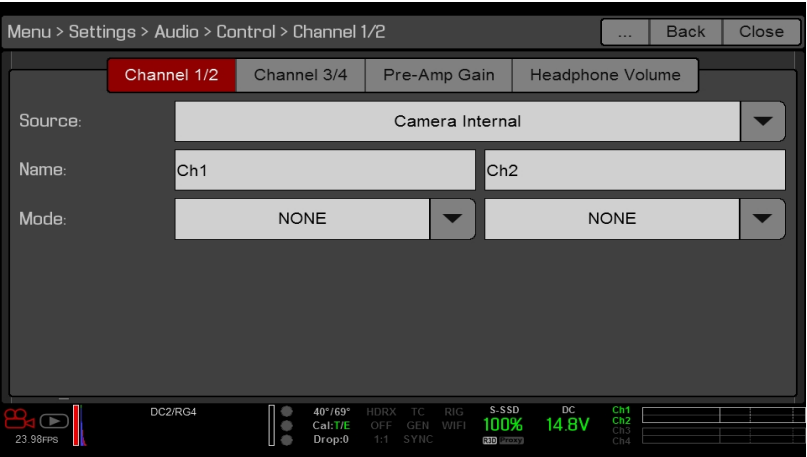 Menu > Settings > Audio > Control > Channel 1/2 ... Back Close
Channel 1/2 Channel 3/4 Pre-Amp Gain Headphone Volume
Source: Camera Internal
Name: Ch1 Ch2
Mode: NONE NONE
DC2/RG4 40°/69° HDRX TC RIG S-SSD DC Ch1
Cal:T/E OFF GEN WIFI 100% 14.8V Ch2
23.98FPS Drop:0 1:1 SYNC R3D Proxy Ch3
Ch4